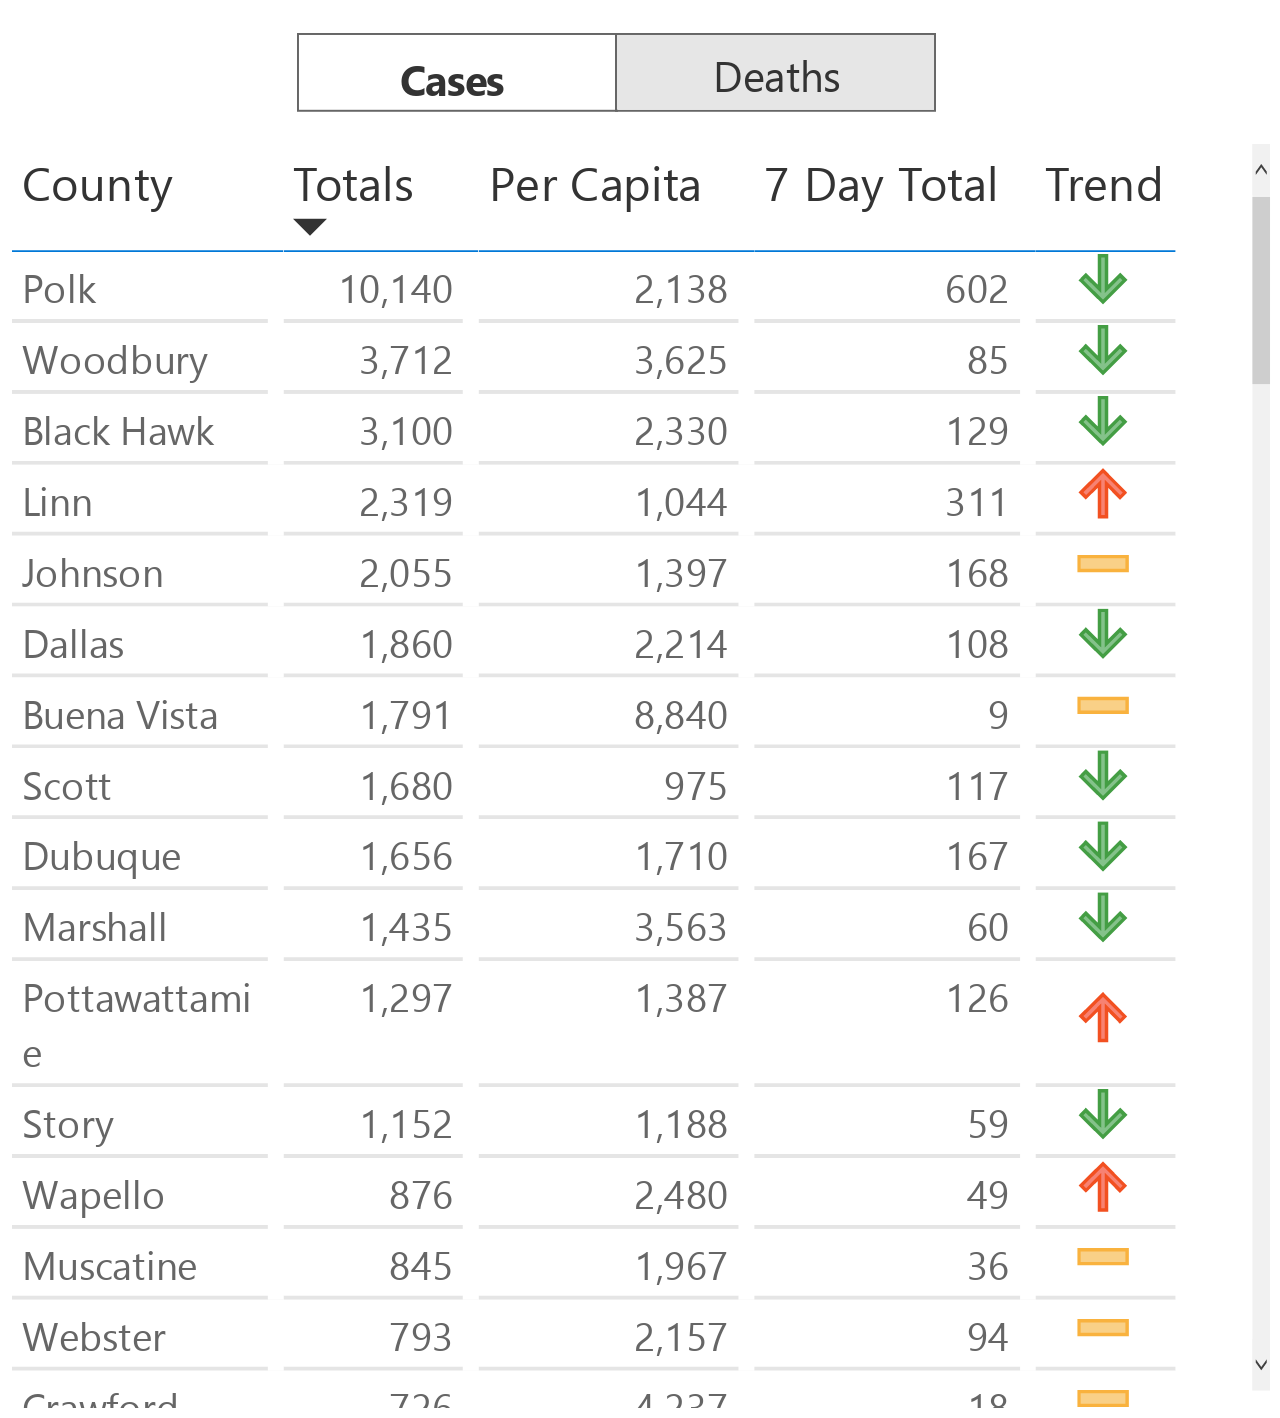 Cases Deaths
County Totals Per Capita 7 Day Total Trend
Polk 10,140 2,138 602
Woodbury 3,712 3,625 85
Black Hawk 3,100 2,330 129
Linn 2,319 1,044 311
Johnson 2,055 1,397 168
Dallas 1,860 2,214 108
Buena Vista 1,791 8,840 9
Scott 1,680 975 117
Dubuque 1,656 1,710 167
Marshall 1,435 3,563 60
Pottawattami 1,297 1,387 126
e
Story 1,152 1,188 59
Wapello 876 2,480 49
Muscatine 845 1,967 36
Webster 793 2,157 94
Crawford 726 4,237 18